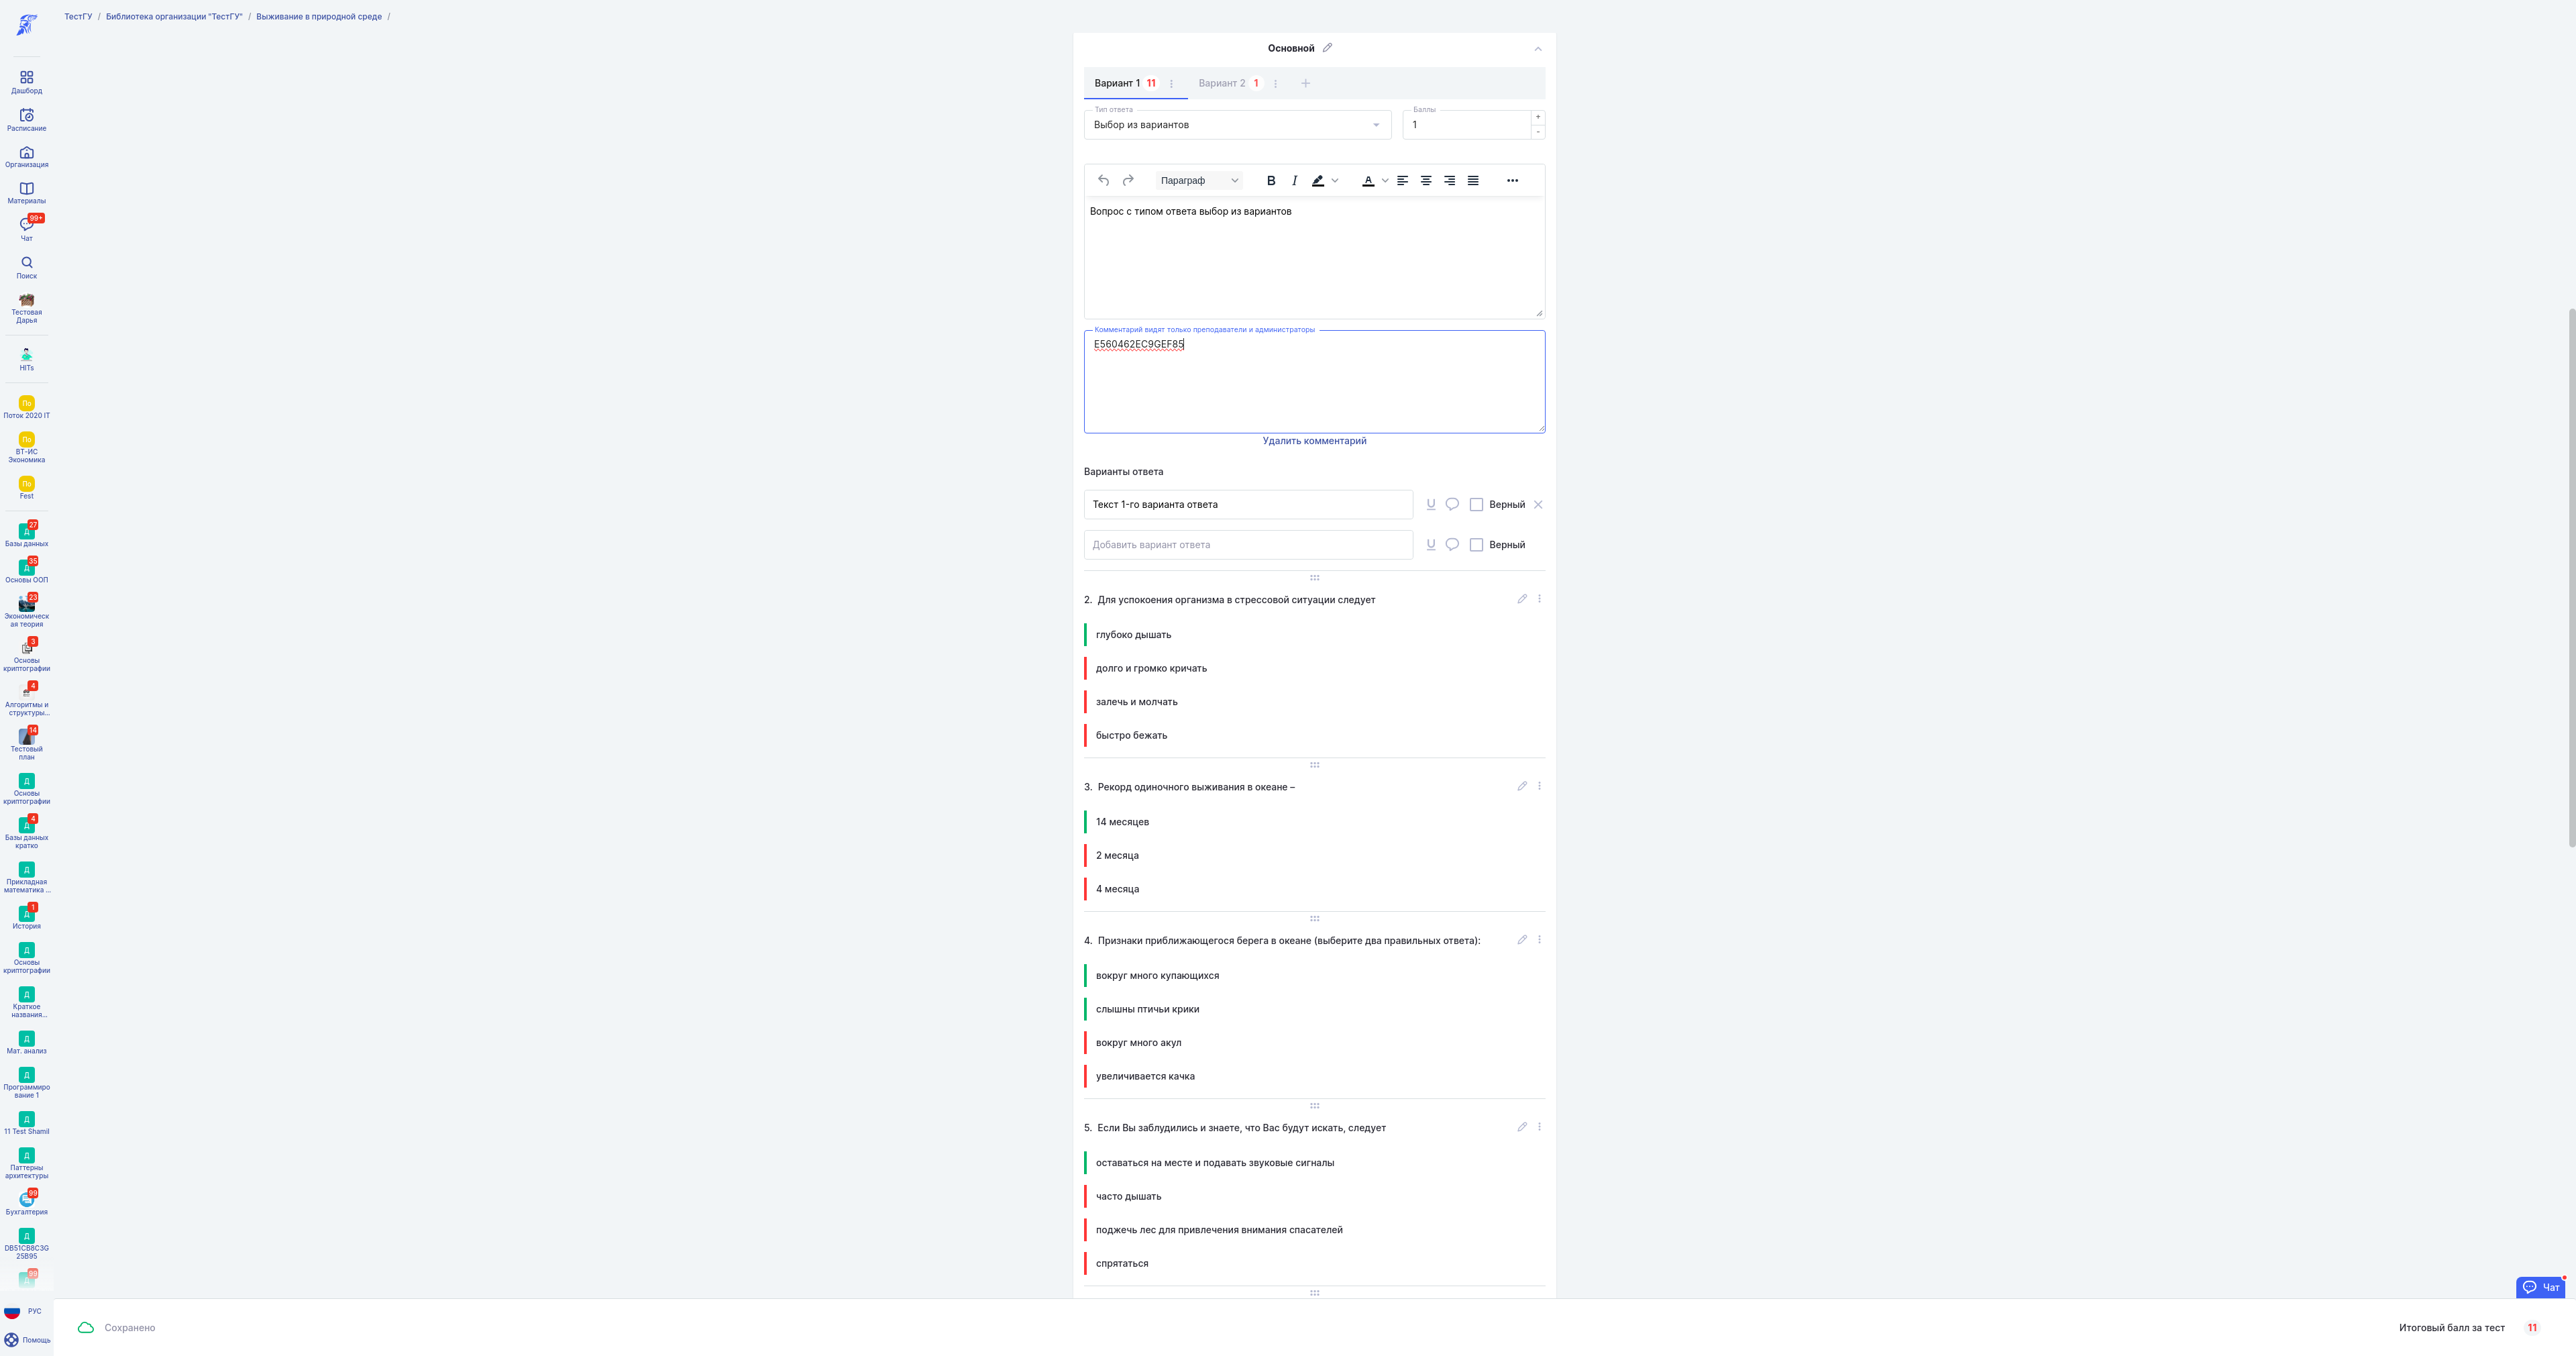 ТестГУ / Библиотека организации "ТестГУ" / Выживание в природной среде /
Дашборд
Расписание
Организация
Материалы
99+
Чат
Поиск
Тестовая
Дарья
HITs
По
Поток 2020 IT
По
ВТ-ИС
Экономика
По
Fest
27
Д
Базы данных
35
Д
Основы ООП
23
Экономическ
ая теория
3
Основы
криптографии
4
Алгоритмы и
структуры...
14
Тестовый
план
Д
Основы
криптографии
4
Д
Базы данных
кратко
Д
Прикладная
математика ...
1
Д
История
Д
Основы
криптографии
Д
Краткое
названия...
Д
Мат. анализ
Д
Программиро
вание 1
Д
11 Test Shamil
Д
Паттерны
архитектуры
99
Бухгалтерия
Д
DB51CB8C3G
25B95
99
Д
РУС
Помощь
Основной
Вариант 1 11
Вариант 2 1 +
Тип ответа
Выбор из вариантов
Баллы
1
+
-
Параграф
B I A
Вопрос с типом ответа выбор из вариантов
Комментарий видят только преподаватели и администраторы
E560462EC9GEF85
Удалить комментарий
Варианты ответа
Текст 1-го варианта ответа
Верный
Добавить вариант ответа
Верный
2. Для успокоения организма в стрессовой ситуации следует
глубоко дышать
долго и громко кричать
залечь и молчать
быстро бежать
3. Рекорд одиночного выживания в океане –
14 месяцев
2 месяца
4 месяца
4. Признаки приближающегося берега в океане (выберите два правильных ответа):
вокруг много купающихся
слышны птичьи крики
вокруг много акул
увеличивается качка
5. Если Вы заблудились и знаете, что Вас будут искать, следует
оставаться на месте и подавать звуковые сигналы
часто дышать
поджечь лес для привлечения внимания спасателей
спрятаться
Чат
Сохранено
Итоговый балл за тест 11